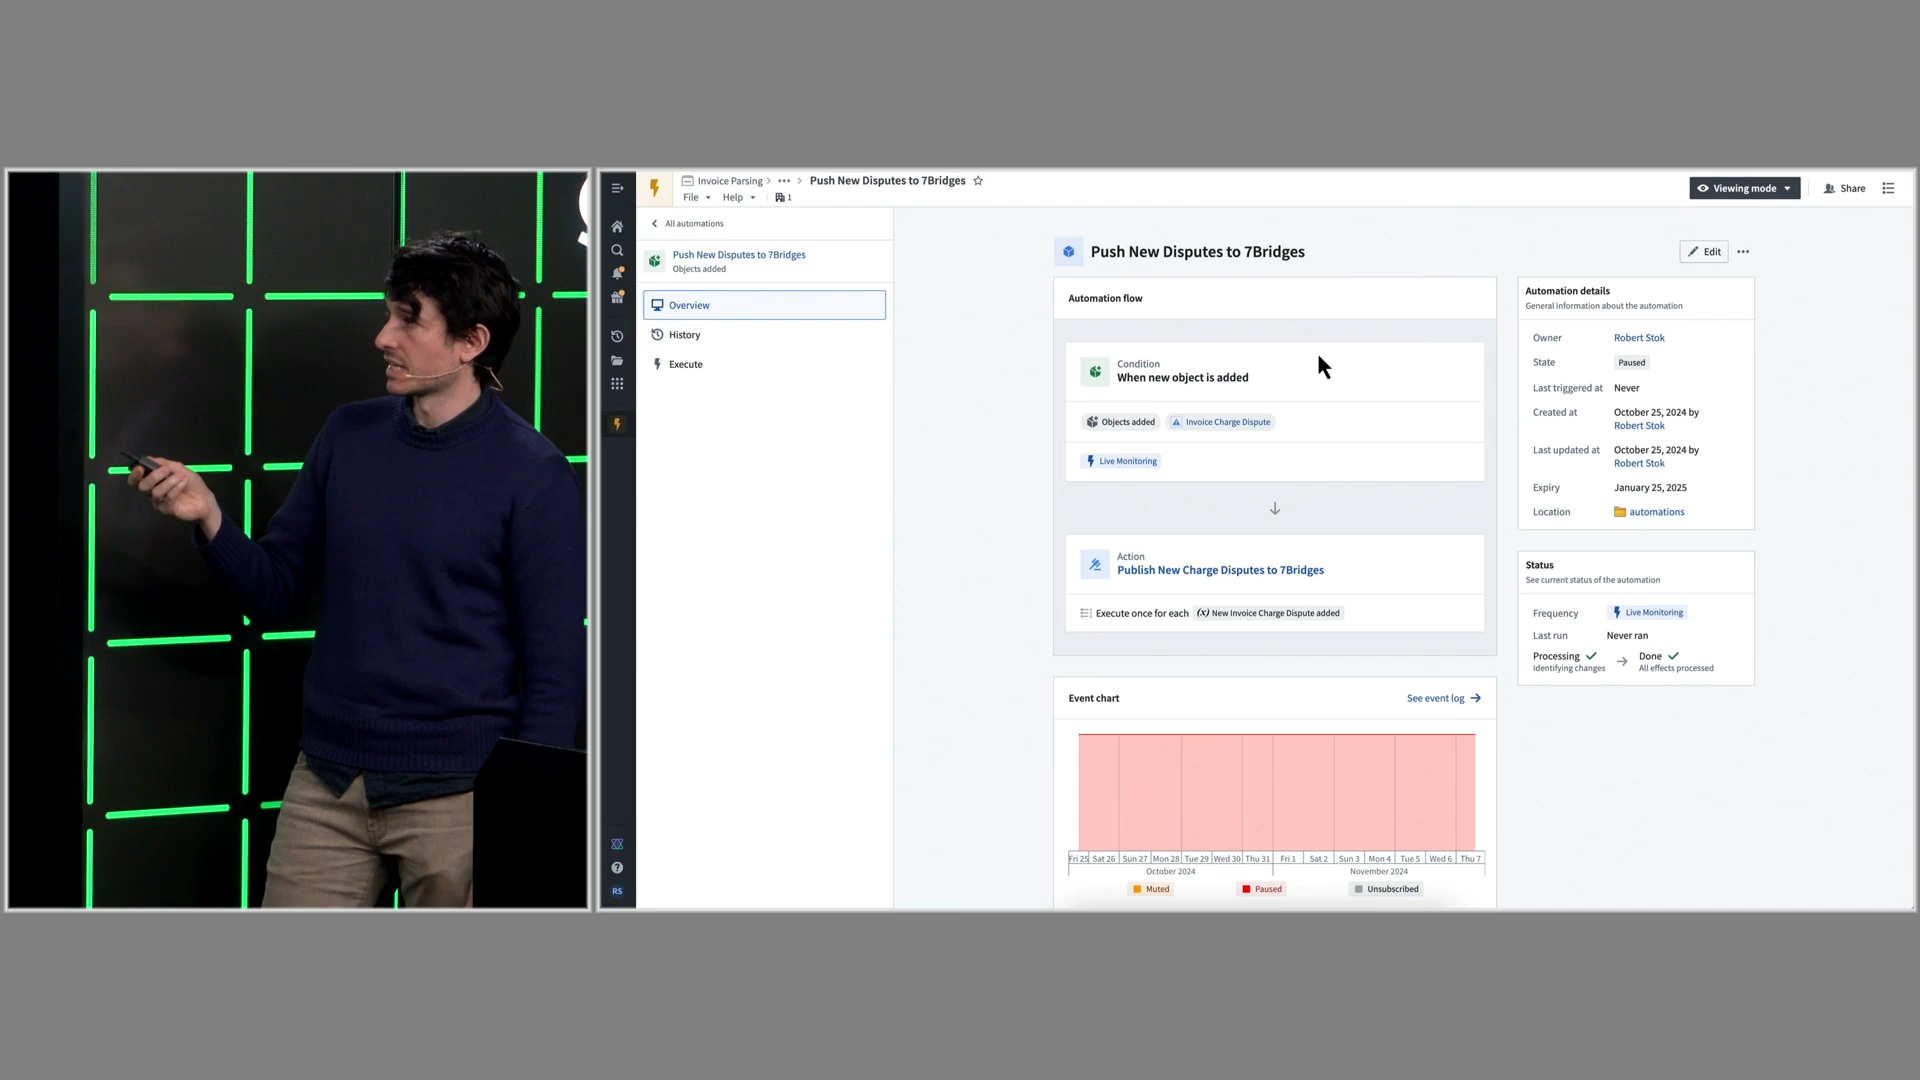 Invoice Parsing > ••• > Push New Disputes to 7Bridges
File Help 1
Viewing mode
Share
All automations
Push New Disputes to 7Bridges
Objects added
Overview
History
Execute
RS
Push New Disputes to 7Bridges
Edit
Automation flow
Condition
When new object is added
Objects added Invoice Charge Dispute
Live Monitoring
Action
Publish New Charge Disputes to 7Bridges
Execute once for each (x) New Invoice Charge Dispute added
Event chart
See event log
Fri 25 Sat 26 Sun 27 Mon 28 Tue 29 Wed 30 Thu 31 Fri 1 Sat 2 Sun 3 Mon 4 Tue 5 Wed 6 Thu 7
October 2024 November 2024
Muted Paused Unsubscribed
Automation details
General information about the automation
Owner Robert Stok
State Paused
Last triggered at Never
Created at October 25, 2024 by
Robert Stok
Last updated at October 25, 2024 by
Robert Stok
Expiry January 25, 2025
Location automations
Status
See current status of the automation
Frequency Live Monitoring
Last run Never ran
Processing Done
Identifying changes All effects processed